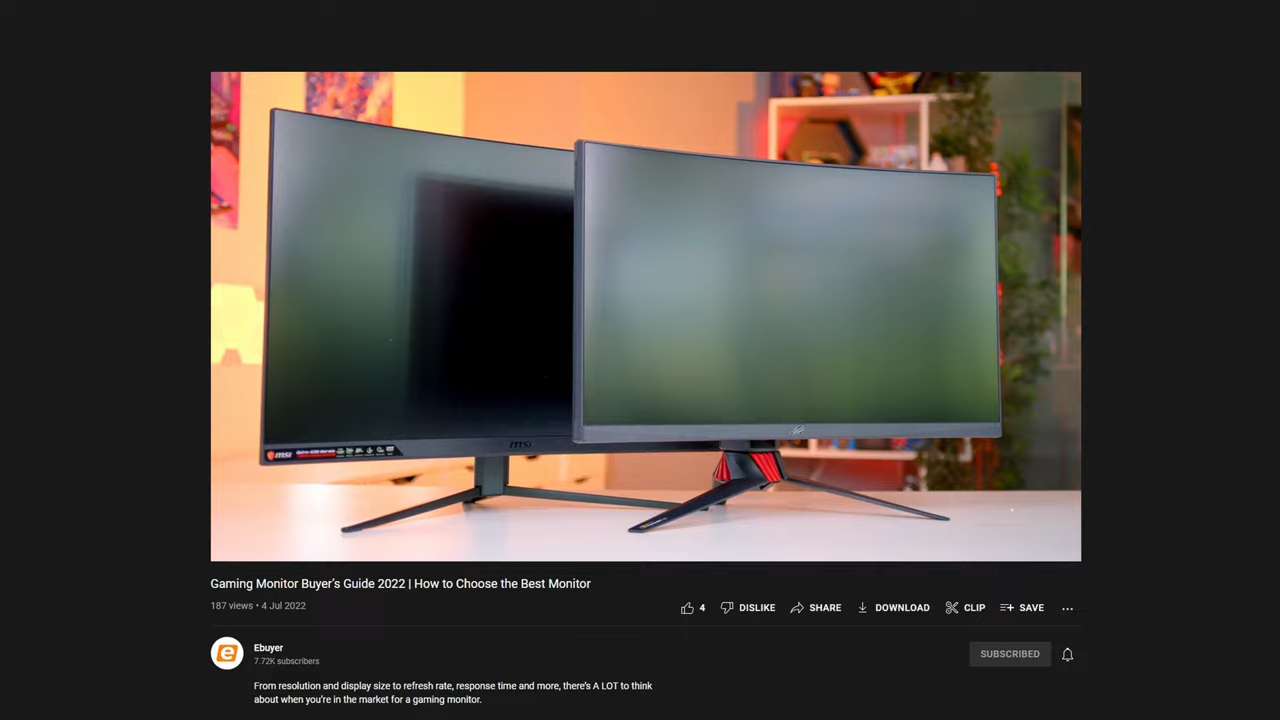 msi
msi
Gaming Monitor Buyer's Guide 2022 | How to Choose the Best Monitor
187 views • 4 Jul 2022
4 DISLIKE SHARE DOWNLOAD CLIP SAVE ...
Ebuyer
7.72K subscribers
SUBSCRIBED
From resolution and display size to refresh rate, response time and more, there's A LOT to think
about when you're in the market for a gaming monitor.